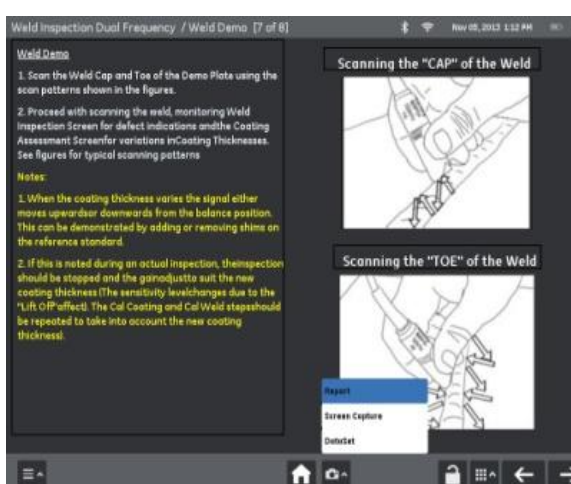 Weld Inspection Dual Frequency / Weld Demo [7 of 8]
Nov 05, 2013 1:12 AM
Weld Demo
1. Scan the Weld Cap and Toe of the Demo Plate using the
scan patterns shown in the figures.
2. Proceed with scanning the weld, monitoring Weld
Inspection Screen for defect indications andthe Coating
Assessment Screenfor variations inCoating Thicknesses.
See figures for typical scanning patterns
Notes:
1. When the coating thickness varies the signal either
moves upwardsor downwards from the balance position.
This can be demonstrated by adding or removing shims on
the reference standard.
2. If this is noted during an actual inspection, theinspection
should be stopped and the gainadjustto suit the new
coating thickness (The sensitivity levelchanges due to the
"Lift Off'affect). The Cal Coating and Cal Weld stepsshould
be repeated to take into account the new coating
thickness).
Scanning the "CAP" of the Weld
Scanning the "TOE" of the Weld
Report
Screen Capture
DataSet